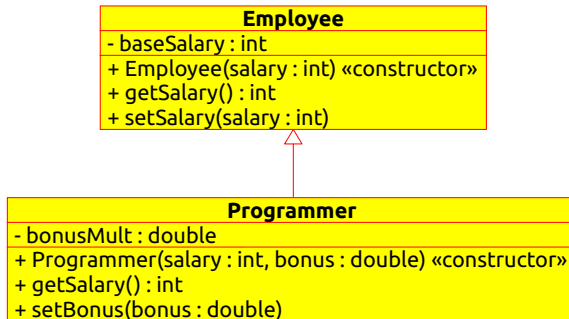 Employee
- baseSalary : int
+ Employee(salary : int) «constructor»
+ getSalary() : int
+ setSalary(salary : int)
Programmer
- bonusMult : double
+ Programmer(salary : int, bonus : double) «constructor»
+ getSalary() : int
+ setBonus(bonus : double)